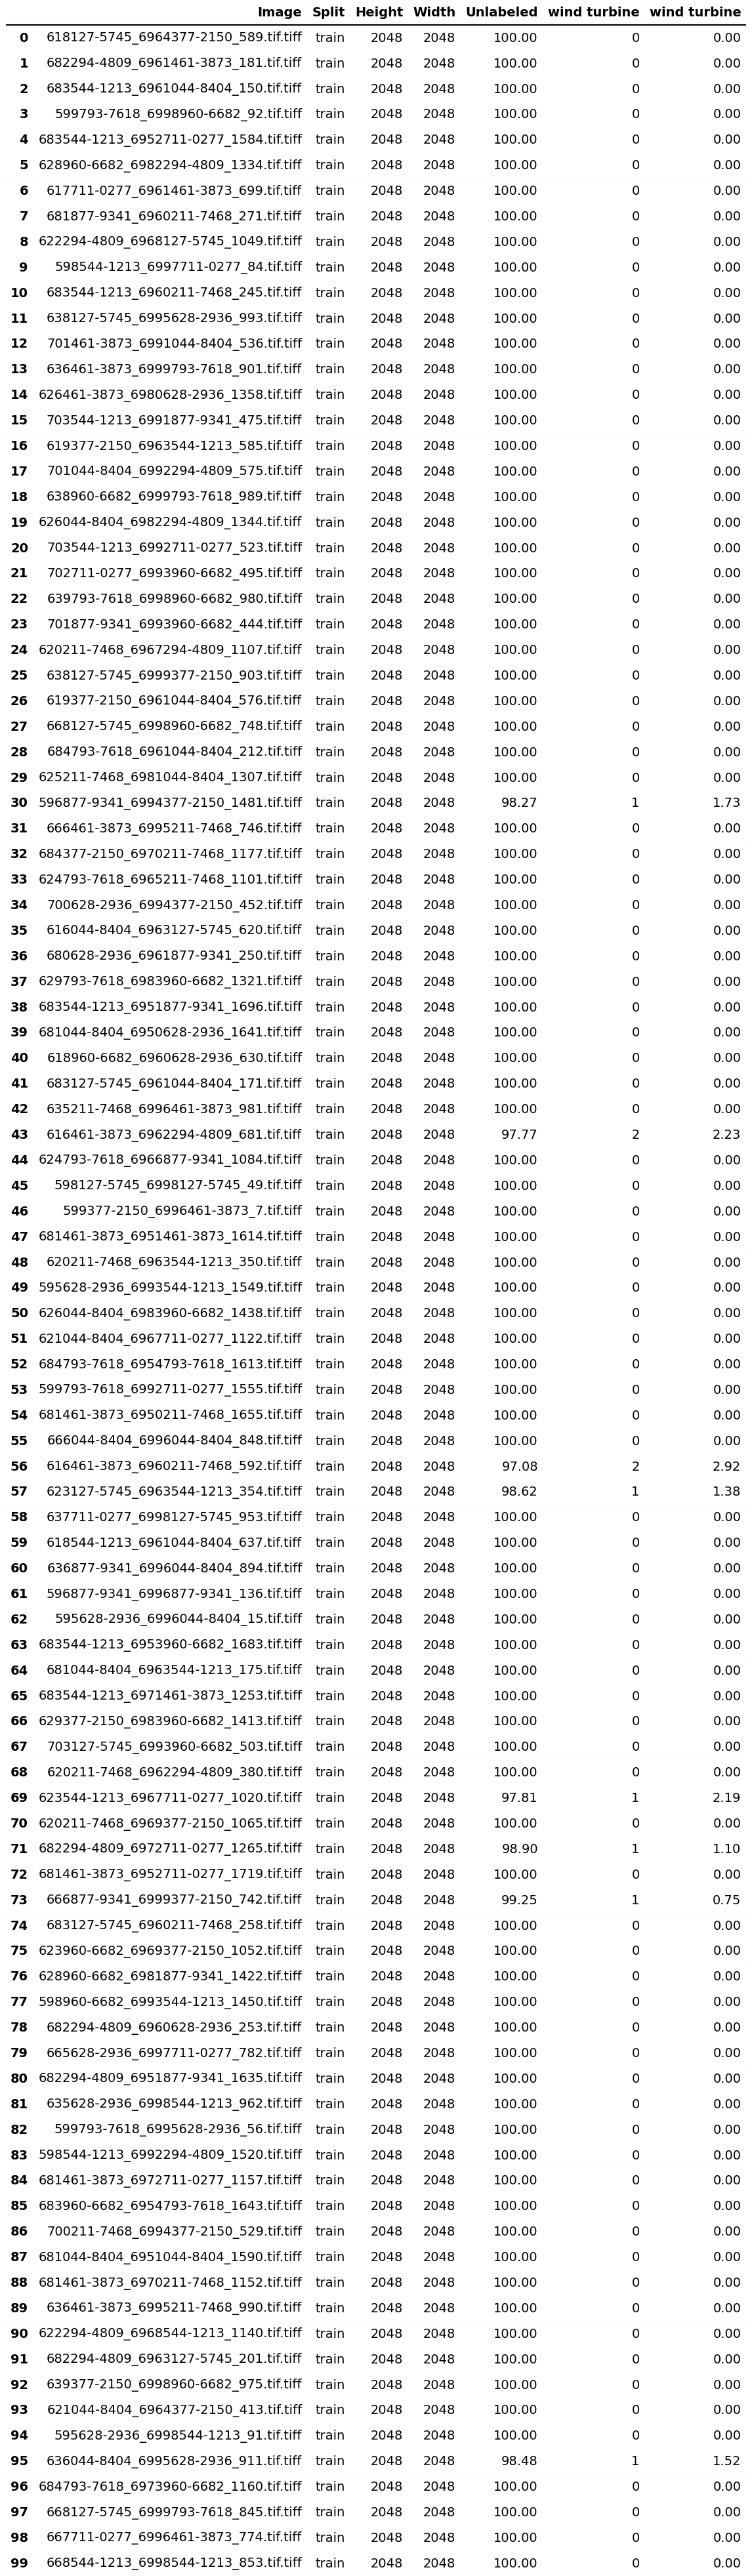 Image Split Height Width Unlabeled wind turbine wind turbine
0 618127-5745_6964377-2150_589.tif.tiff train 2048 2048 100.00 0 0.00
1 682294-4809_6961461-3873_181.tif.tiff train 2048 2048 100.00 0 0.00
2 683544-1213_6961044-8404_150.tif.tiff train 2048 2048 100.00 0 0.00
3 599793-7618_6998960-6682_92.tif.tiff train 2048 2048 100.00 0 0.00
4 683544-1213_6952711-0277_1584.tif.tiff train 2048 2048 100.00 0 0.00
5 628960-6682_6982294-4809_1334.tif.tiff train 2048 2048 100.00 0 0.00
6 617711-0277_6961461-3873_699.tif.tiff train 2048 2048 100.00 0 0.00
7 681877-9341_6960211-7468_271.tif.tiff train 2048 2048 100.00 0 0.00
8 622294-4809_6968127-5745_1049.tif.tiff train 2048 2048 100.00 0 0.00
9 598544-1213_6997711-0277_84.tif.tiff train 2048 2048 100.00 0 0.00
10 683544-1213_6960211-7468_245.tif.tiff train 2048 2048 100.00 0 0.00
11 638127-5745_6995628-2936_993.tif.tiff train 2048 2048 100.00 0 0.00
12 701461-3873_6991044-8404_536.tif.tiff train 2048 2048 100.00 0 0.00
13 636461-3873_6999793-7618_901.tif.tiff train 2048 2048 100.00 0 0.00
14 626461-3873_6980628-2936_1358.tif.tiff train 2048 2048 100.00 0 0.00
15 703544-1213_6991877-9341_475.tif.tiff train 2048 2048 100.00 0 0.00
16 619377-2150_6963544-1213_585.tif.tiff train 2048 2048 100.00 0 0.00
17 701044-8404_6992294-4809_575.tif.tiff train 2048 2048 100.00 0 0.00
18 638960-6682_6999793-7618_989.tif.tiff train 2048 2048 100.00 0 0.00
19 626044-8404_6982294-4809_1344.tif.tiff train 2048 2048 100.00 0 0.00
20 703544-1213_6992711-0277_523.tif.tiff train 2048 2048 100.00 0 0.00
21 702711-0277_6993960-6682_495.tif.tiff train 2048 2048 100.00 0 0.00
22 639793-7618_6998960-6682_980.tif.tiff train 2048 2048 100.00 0 0.00
23 701877-9341_6993960-6682_444.tif.tiff train 2048 2048 100.00 0 0.00
24 620211-7468_6967294-4809_1107.tif.tiff train 2048 2048 100.00 0 0.00
25 638127-5745_6999377-2150_903.tif.tiff train 2048 2048 100.00 0 0.00
26 619377-2150_6961044-8404_576.tif.tiff train 2048 2048 100.00 0 0.00
27 668127-5745_6998960-6682_748.tif.tiff train 2048 2048 100.00 0 0.00
28 684793-7618_6961044-8404_212.tif.tiff train 2048 2048 100.00 0 0.00
29 625211-7468_6981044-8404_1307.tif.tiff train 2048 2048 100.00 0 0.00
30 596877-9341_6994377-2150_1481.tif.tiff train 2048 2048 98.27 1 1.73
31 666461-3873_6995211-7468_746.tif.tiff train 2048 2048 100.00 0 0.00
32 684377-2150_6970211-7468_1177.tif.tiff train 2048 2048 100.00 0 0.00
33 624793-7618_6965211-7468_1101.tif.tiff train 2048 2048 100.00 0 0.00
34 700628-2936_6994377-2150_452.tif.tiff train 2048 2048 100.00 0 0.00
35 616044-8404_6963127-5745_620.tif.tiff train 2048 2048 100.00 0 0.00
36 680628-2936_6961877-9341_250.tif.tiff train 2048 2048 100.00 0 0.00
37 629793-7618_6983960-6682_1321.tif.tiff train 2048 2048 100.00 0 0.00
38 683544-1213_6951877-9341_1696.tif.tiff train 2048 2048 100.00 0 0.00
39 681044-8404_6950628-2936_1641.tif.tiff train 2048 2048 100.00 0 0.00
40 618960-6682_6960628-2936_630.tif.tiff train 2048 2048 100.00 0 0.00
41 683127-5745_6961044-8404_171.tif.tiff train 2048 2048 100.00 0 0.00
42 635211-7468_6996461-3873_981.tif.tiff train 2048 2048 100.00 0 0.00
43 616461-3873_6962294-4809_681.tif.tiff train 2048 2048 97.77 2 2.23
44 624793-7618_6966877-9341_1084.tif.tiff train 2048 2048 100.00 0 0.00
45 598127-5745_6998127-5745_49.tif.tiff train 2048 2048 100.00 0 0.00
46 599377-2150_6996461-3873_7.tif.tiff train 2048 2048 100.00 0 0.00
47 681461-3873_6951461-3873_1614.tif.tiff train 2048 2048 100.00 0 0.00
48 620211-7468_6963544-1213_350.tif.tiff train 2048 2048 100.00 0 0.00
49 595628-2936_6993544-1213_1549.tif.tiff train 2048 2048 100.00 0 0.00
50 626044-8404_6983960-6682_1438.tif.tiff train 2048 2048 100.00 0 0.00
51 621044-8404_6967711-0277_1122.tif.tiff train 2048 2048 100.00 0 0.00
52 684793-7618_6954793-7618_1613.tif.tiff train 2048 2048 100.00 0 0.00
53 599793-7618_6992711-0277_1555.tif.tiff train 2048 2048 100.00 0 0.00
54 681461-3873_6950211-7468_1655.tif.tiff train 2048 2048 100.00 0 0.00
55 666044-8404_6996044-8404_848.tif.tiff train 2048 2048 100.00 0 0.00
56 616461-3873_6960211-7468_592.tif.tiff train 2048 2048 97.08 2 2.92
57 623127-5745_6963544-1213_354.tif.tiff train 2048 2048 98.62 1 1.38
58 637711-0277_6998127-5745_953.tif.tiff train 2048 2048 100.00 0 0.00
59 618544-1213_6961044-8404_637.tif.tiff train 2048 2048 100.00 0 0.00
60 636877-9341_6996044-8404_894.tif.tiff train 2048 2048 100.00 0 0.00
61 596877-9341_6996877-9341_136.tif.tiff train 2048 2048 100.00 0 0.00
62 595628-2936_6996044-8404_15.tif.tiff train 2048 2048 100.00 0 0.00
63 683544-1213_6953960-6682_1683.tif.tiff train 2048 2048 100.00 0 0.00
64 681044-8404_6963544-1213_175.tif.tiff train 2048 2048 100.00 0 0.00
65 683544-1213_6971461-3873_1253.tif.tiff train 2048 2048 100.00 0 0.00
66 629377-2150_6983960-6682_1413.tif.tiff train 2048 2048 100.00 0 0.00
67 703127-5745_6993960-6682_503.tif.tiff train 2048 2048 100.00 0 0.00
68 620211-7468_6962294-4809_380.tif.tiff train 2048 2048 100.00 0 0.00
69 623544-1213_6967711-0277_1020.tif.tiff train 2048 2048 97.81 1 2.19
70 620211-7468_6969377-2150_1065.tif.tiff train 2048 2048 100.00 0 0.00
71 682294-4809_6972711-0277_1265.tif.tiff train 2048 2048 98.90 1 1.10
72 681461-3873_6952711-0277_1719.tif.tiff train 2048 2048 100.00 0 0.00
73 666877-9341_6999377-2150_742.tif.tiff train 2048 2048 99.25 1 0.75
74 683127-5745_6960211-7468_258.tif.tiff train 2048 2048 100.00 0 0.00
75 623960-6682_6969377-2150_1052.tif.tiff train 2048 2048 100.00 0 0.00
76 628960-6682_6981877-9341_1422.tif.tiff train 2048 2048 100.00 0 0.00
77 598960-6682_6993544-1213_1450.tif.tiff train 2048 2048 100.00 0 0.00
78 682294-4809_6960628-2936_253.tif.tiff train 2048 2048 100.00 0 0.00
79 665628-2936_6997711-0277_782.tif.tiff train 2048 2048 100.00 0 0.00
80 682294-4809_6951877-9341_1635.tif.tiff train 2048 2048 100.00 0 0.00
81 635628-2936_6998544-1213_962.tif.tiff train 2048 2048 100.00 0 0.00
82 599793-7618_6995628-2936_56.tif.tiff train 2048 2048 100.00 0 0.00
83 598544-1213_6992294-4809_1520.tif.tiff train 2048 2048 100.00 0 0.00
84 681461-3873_6972711-0277_1157.tif.tiff train 2048 2048 100.00 0 0.00
85 683960-6682_6954793-7618_1643.tif.tiff train 2048 2048 100.00 0 0.00
86 700211-7468_6994377-2150_529.tif.tiff train 2048 2048 100.00 0 0.00
87 681044-8404_6951044-8404_1590.tif.tiff train 2048 2048 100.00 0 0.00
88 681461-3873_6970211-7468_1152.tif.tiff train 2048 2048 100.00 0 0.00
89 636461-3873_6995211-7468_990.tif.tiff train 2048 2048 100.00 0 0.00
90 622294-4809_6968544-1213_1140.tif.tiff train 2048 2048 100.00 0 0.00
91 682294-4809_6963127-5745_201.tif.tiff train 2048 2048 100.00 0 0.00
92 639377-2150_6998960-6682_975.tif.tiff train 2048 2048 100.00 0 0.00
93 621044-8404_6964377-2150_413.tif.tiff train 2048 2048 100.00 0 0.00
94 595628-2936_6998544-1213_91.tif.tiff train 2048 2048 100.00 0 0.00
95 636044-8404_6995628-2936_911.tif.tiff train 2048 2048 98.48 1 1.52
96 684793-7618_6973960-6682_1160.tif.tiff train 2048 2048 100.00 0 0.00
97 668127-5745_6999793-7618_845.tif.tiff train 2048 2048 100.00 0 0.00
98 667711-0277_6996461-3873_774.tif.tiff train 2048 2048 100.00 0 0.00
99 668544-1213_6998544-1213_853.tif.tiff train 2048 2048 100.00 0 0.00